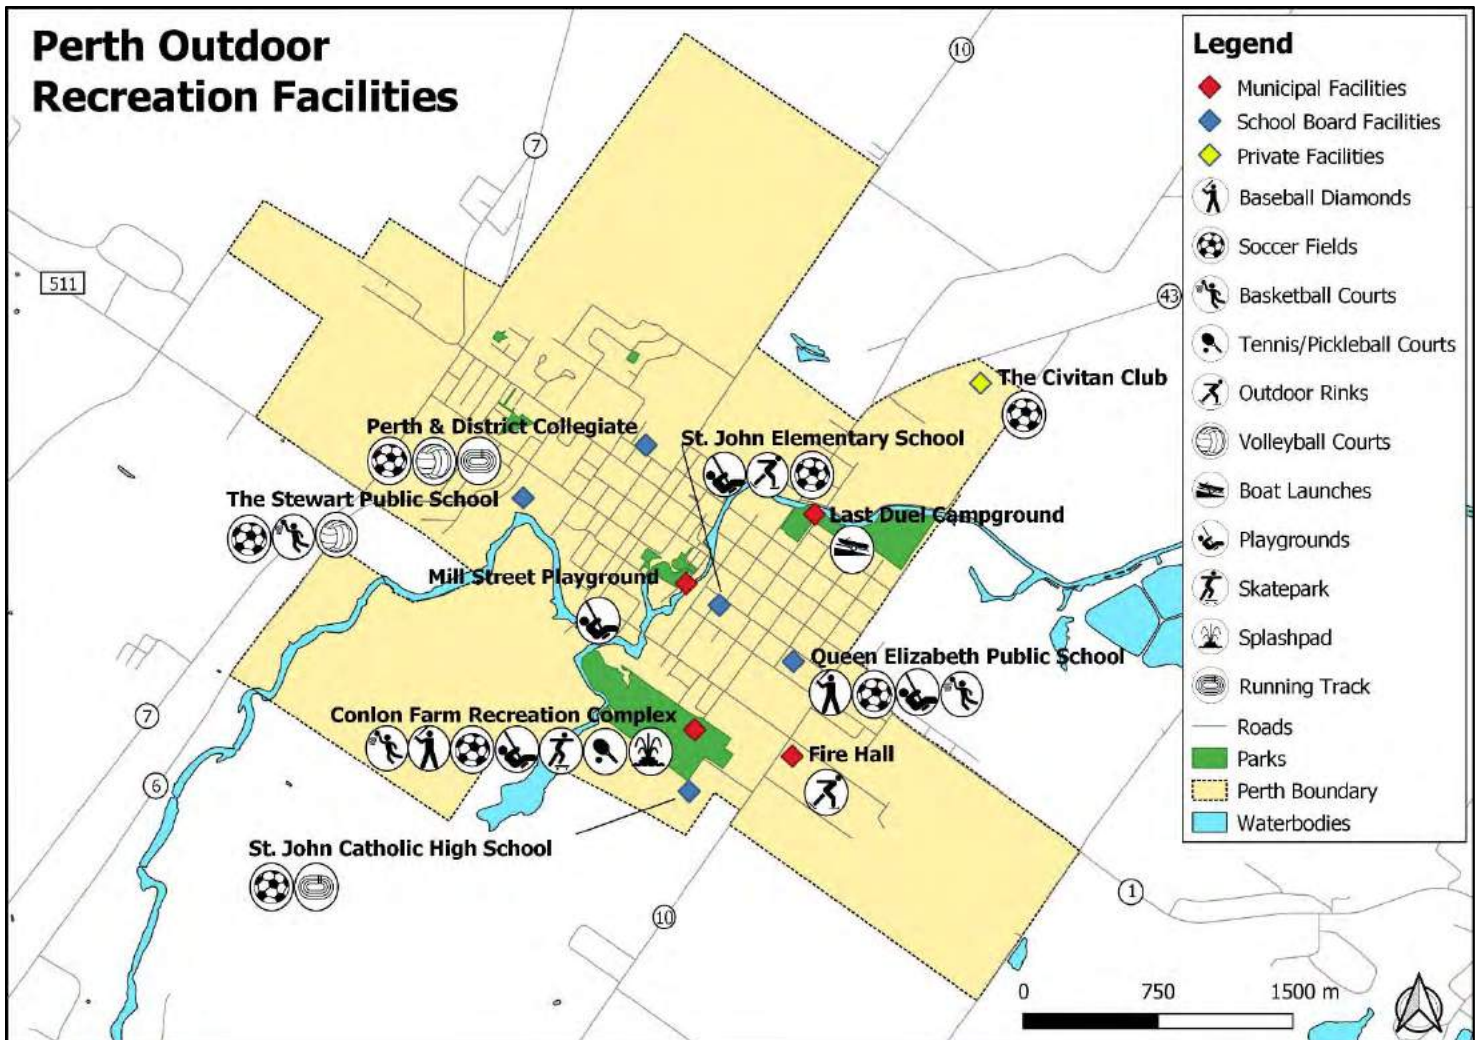 Perth Outdoor
Recreation Facilities
10
7
511
43
The Civitan Club
Perth & District Collegiate
St. John Elementary School
The Stewart Public School
Last Duel Campground
Mill Street Playground
Queen Elizabeth Public School
Conlon Farm Recreation Complex
7
Fire Hall
6
St. John Catholic High School
1
10
0 750 1500 m
Legend
Municipal Facilities
School Board Facilities
Private Facilities
Baseball Diamonds
Soccer Fields
Basketball Courts
Tennis/Pickleball Courts
Outdoor Rinks
Volleyball Courts
Boat Launches
Playgrounds
Skatepark
Splashpad
Running Track
Roads
Parks
Perth Boundary
Waterbodies